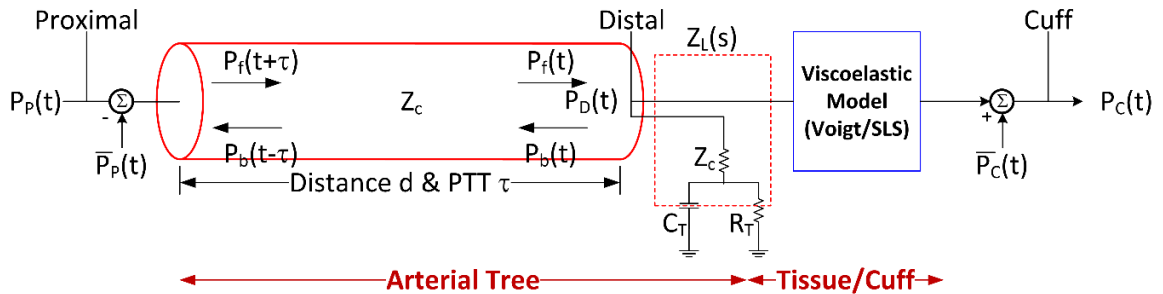 Proximal
Distal
Z_L(s)
Cuff
P_f(t+τ)
P_f(t)
P_P(t)
Σ
-
Z_c
P_D(t)
Viscoelastic
Model
(Voigt/SLS)
Σ
+
P_C(t)
P̅_P(t)
P_b(t-τ)
P_b(t)
Z_c
P̅_C(t)
Distance d & PTT τ
C_T
R_T
Arterial Tree
Tissue/Cuff